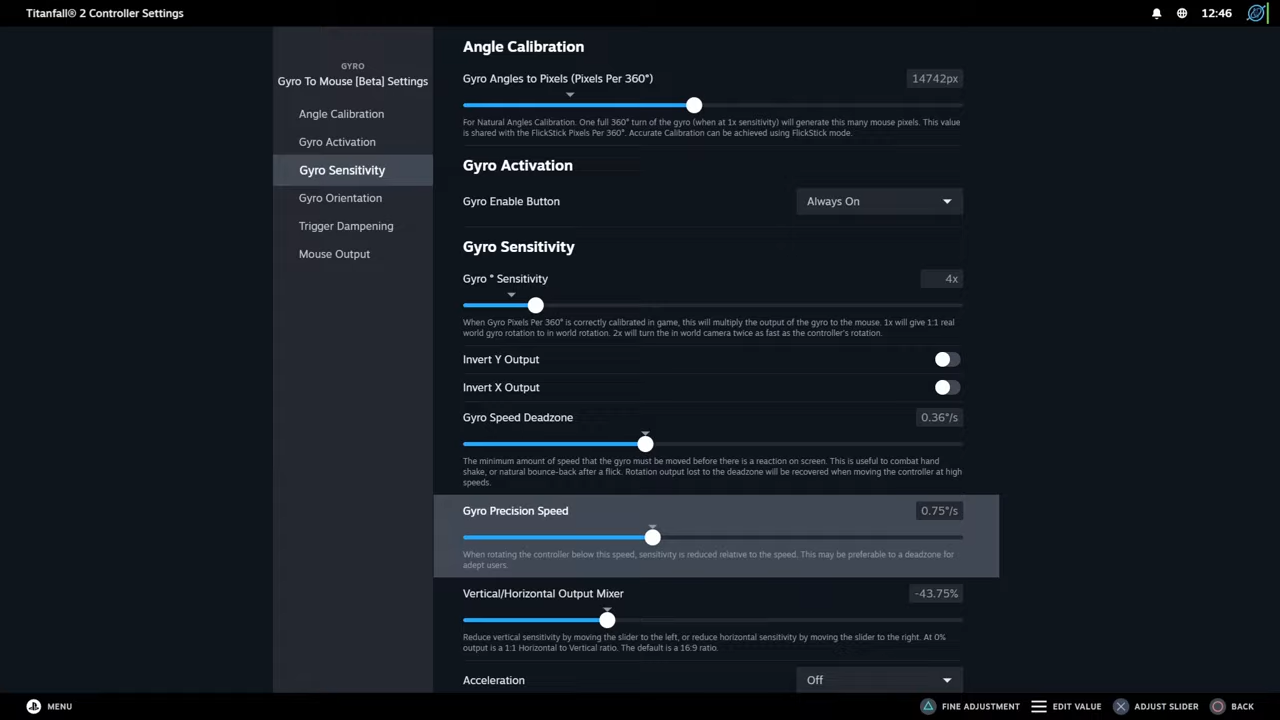 Titanfall® 2 Controller Settings
12:46
GYRO
Gyro To Mouse [Beta] Settings
Angle Calibration
Gyro Activation
Gyro Sensitivity
Gyro Orientation
Trigger Dampening
Mouse Output
Angle Calibration
Gyro Angles to Pixels (Pixels Per 360°)
14742px
For Natural Angles Calibration. One full 360° turn of the gyro (when at 1x sensitivity) will generate this many mouse pixels. This value
is shared with the FlickStick Pixels Per 360°. Accurate Calibration can be achieved using FlickStick mode.
Gyro Activation
Gyro Enable Button
Always On
Gyro Sensitivity
Gyro ° Sensitivity
4x
When Gyro Pixels Per 360° is correctly calibrated in game, this will multiply the output of the gyro to the mouse. 1x will give 1:1 real
world gyro rotation to in world rotation. 2x will turn the in world camera twice as fast as the controller's rotation.
Invert Y Output
Invert X Output
Gyro Speed Deadzone
0.36°/s
The minimum amount of speed that the gyro must be moved before there is a reaction on screen. This is useful to combat hand
shake, or natural bounce-back after a flick. Rotation output lost to the deadzone will be recovered when moving the controller at high
speeds.
Gyro Precision Speed
0.75°/s
When rotating the controller below this speed, sensitivity is reduced relative to the speed. This may be preferable to a deadzone for
adept users.
Vertical/Horizontal Output Mixer
-43.75%
Reduce vertical sensitivity by moving the slider to the left, or reduce horizontal sensitivity by moving the slider to the right. At 0%
output is a 1:1 Horizontal to Vertical ratio. The default is a 16:9 ratio.
Acceleration
Off
MENU
FINE ADJUSTMENT
EDIT VALUE
ADJUST SLIDER
BACK